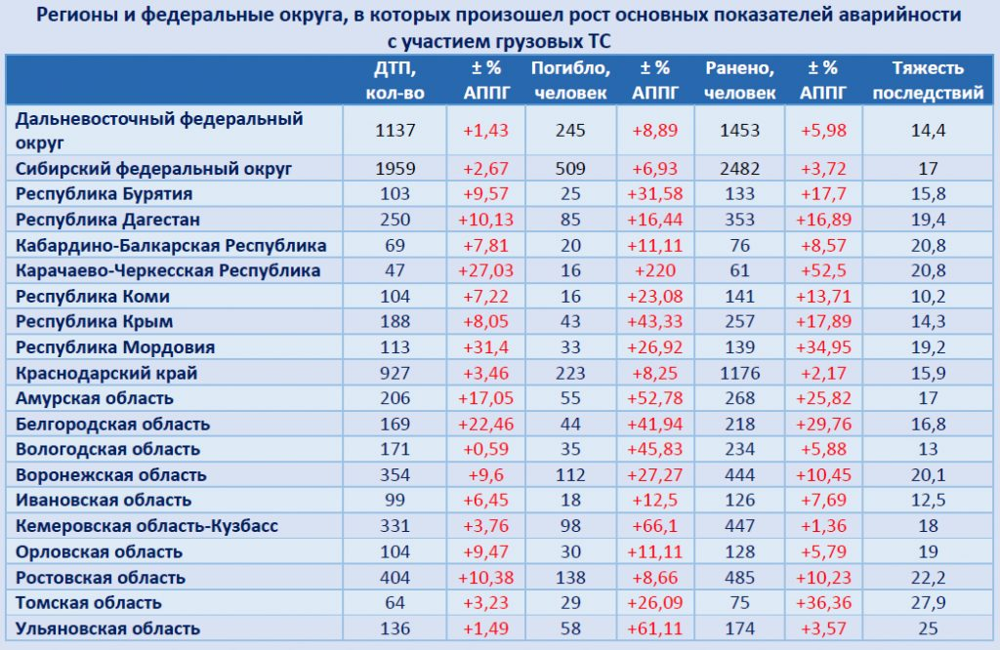 Регионы и федеральные округа, в которых произошел рост основных показателей аварийности
с участием грузовых ТС
ДТП, кол-во ± % АППГ Погибло, человек ± % АППГ Ранено, человек ± % АППГ Тяжесть последствий
Дальневосточный федеральный округ 1137 +1,43 245 +8,89 1453 +5,98 14,4
Сибирский федеральный округ 1959 +2,67 509 +6,93 2482 +3,72 17
Республика Бурятия 103 +9,57 25 +31,58 133 +17,7 15,8
Республика Дагестан 250 +10,13 85 +16,44 353 +16,89 19,4
Кабардино-Балкарская Республика 69 +7,81 20 +11,11 76 +8,57 20,8
Карачаево-Черкесская Республика 47 +27,03 16 +220 61 +52,5 20,8
Республика Коми 104 +7,22 16 +23,08 141 +13,71 10,2
Республика Крым 188 +8,05 43 +43,33 257 +17,89 14,3
Республика Мордовия 113 +31,4 33 +26,92 139 +34,95 19,2
Краснодарский край 927 +3,46 223 +8,25 1176 +2,17 15,9
Амурская область 206 +17,05 55 +52,78 268 +25,82 17
Белгородская область 169 +22,46 44 +41,94 218 +29,76 16,8
Вологодская область 171 +0,59 35 +45,83 234 +5,88 13
Воронежская область 354 +9,6 112 +27,27 444 +10,45 20,1
Ивановская область 99 +6,45 18 +12,5 126 +7,69 12,5
Кемеровская область-Кузбасс 331 +3,76 98 +66,1 447 +1,36 18
Орловская область 104 +9,47 30 +11,11 128 +5,79 19
Ростовская область 404 +10,38 138 +8,66 485 +10,23 22,2
Томская область 64 +3,23 29 +26,09 75 +36,36 27,9
Ульяновская область 136 +1,49 58 +61,11 174 +3,57 25